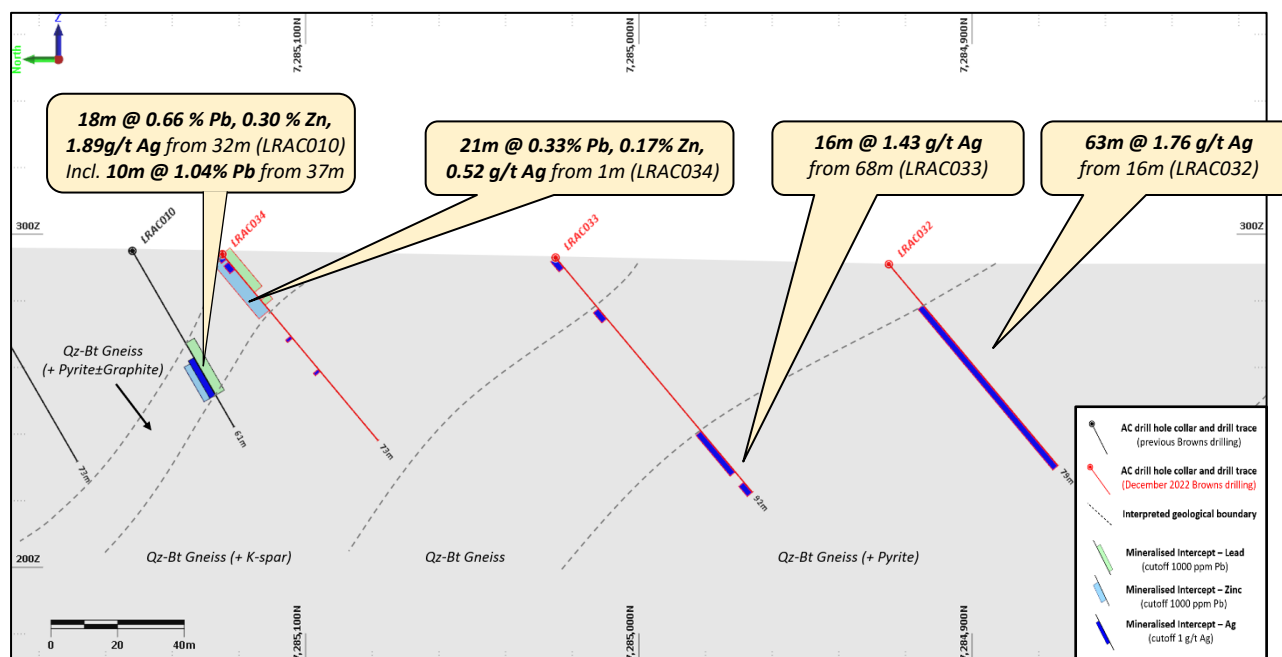 Z
North
7,285,100N
7,285,000N
7,284,900N
18m @ 0.66 % Pb, 0.30 % Zn,
1.89g/t Ag from 32m (LRAC010)
Incl. 10m @ 1.04% Pb from 37m
21m @ 0.33% Pb, 0.17% Zn,
0.52 g/t Ag from 1m (LRAC034)
16m @ 1.43 g/t Ag
from 68m (LRAC033)
63m @ 1.76 g/t Ag
from 16m (LRAC032)
300Z
300Z
LRAC010
LRAC034
LRAC033
LRAC032
Qz-Bt Gneiss
(+ Pyrite±Graphite)
73m
61m
73m
92m
79m
Qz-Bt Gneiss (+ K-spar)
Qz-Bt Gneiss
Qz-Bt Gneiss (+ Pyrite)
200Z
0
20
40m
7,285,100N
7,285,000N
7,284,900N
AC drill hole collar and drill trace
(previous Browns drilling)
AC drill hole collar and drill trace
(December 2022 Browns drilling)
Interpreted geological boundary
Mineralised Intercept – Lead
(cutoff 1000 ppm Pb)
Mineralised Intercept – Zinc
(cutoff 1000 ppm Pb)
Mineralised Intercept – Ag
(cutoff 1 g/t Ag)